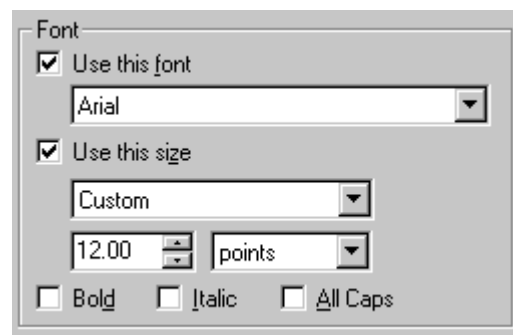 Font
Use this font
Arial
Use this size
Custom
12.00 points
Bold Italic All Caps